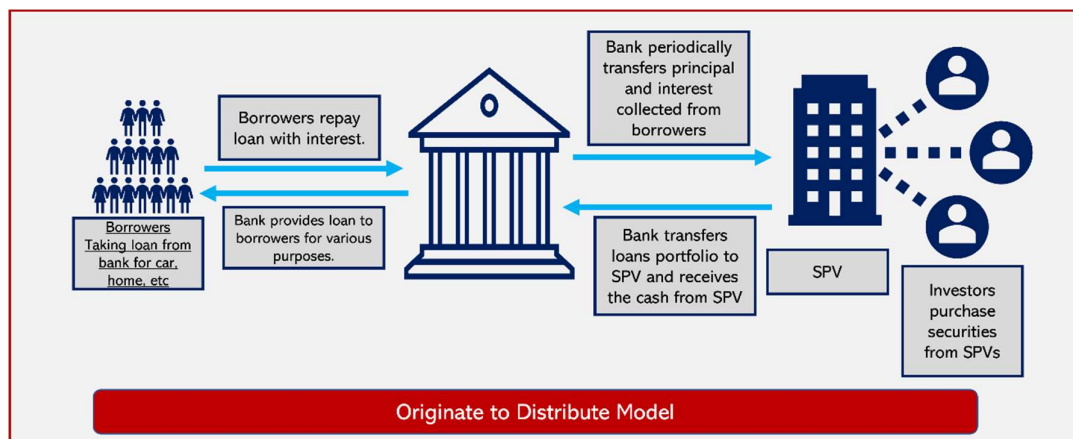 Borrowers repay
loan with interest.
Bank provides loan to
borrowers for various
purposes.
Borrowers
Taking loan from
bank for car,
home, etc
Bank periodically
transfers principal
and interest
collected from
borrowers
Bank transfers
loans portfolio to
SPV and receives
the cash from SPV
SPV
Investors
purchase
securities
from SPVs
Originate to Distribute Model